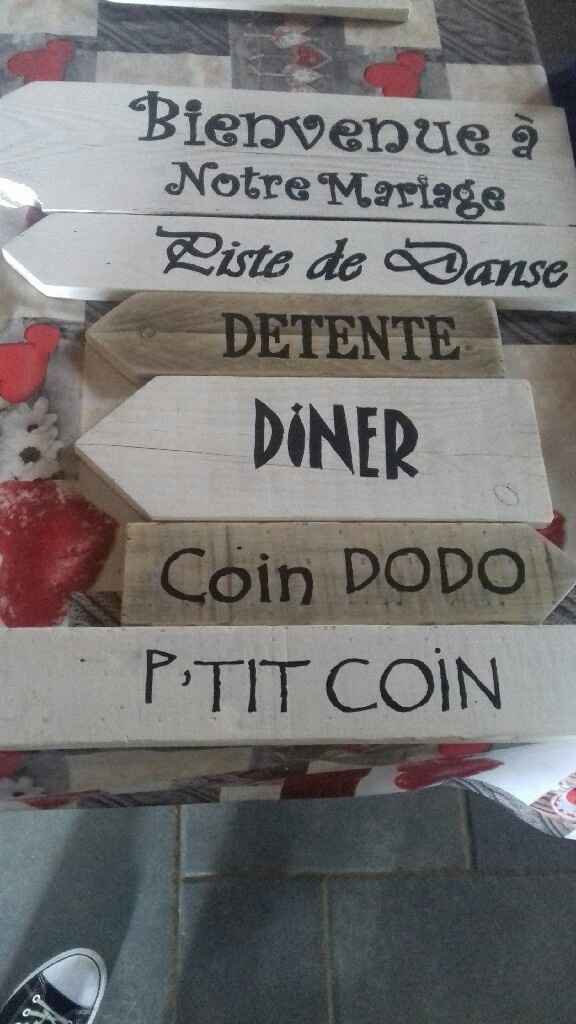 Bienvenue à
Notre Mariage
Piste de Danse
DETENTE
DiNER
Coin DODO
P'TIT COiN